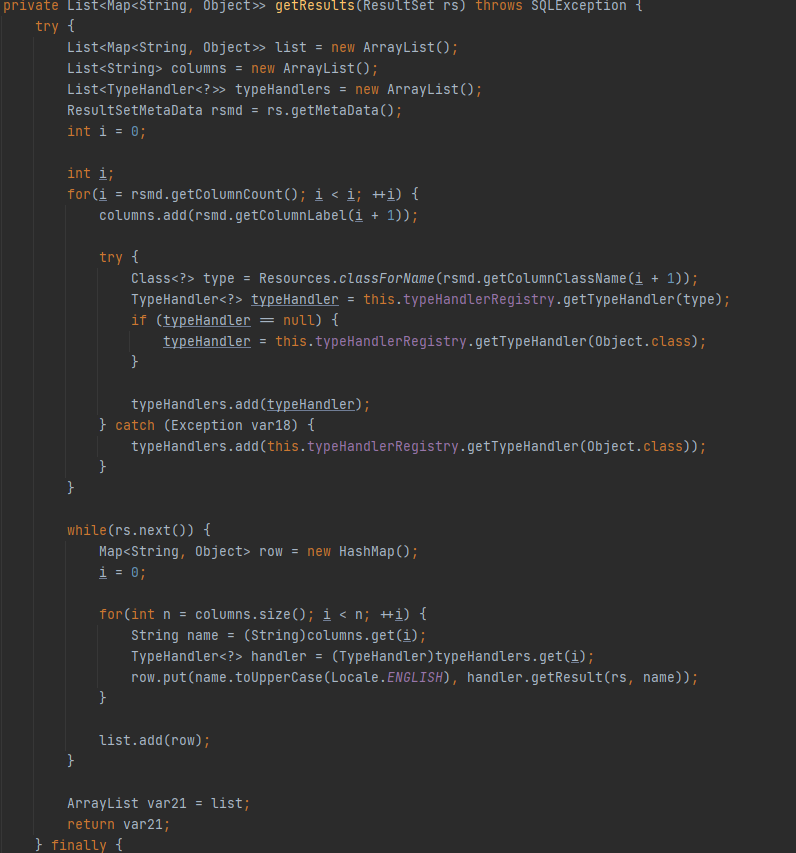 private List<Map<String, Object>> getResults(ResultSet rs) throws SQLException {
try {
List<Map<String, Object>> list = new ArrayList();
List<String> columns = new ArrayList();
List<TypeHandler<?>> typeHandlers = new ArrayList();
ResultSetMetaData rsmd = rs.getMetaData();
int i = 0;
int i;
for(i = rsmd.getColumnCount(); i < i; ++i) {
columns.add(rsmd.getColumnLabel(i + 1));
try {
Class<?> type = Resources.classForName(rsmd.getColumnClassName(i + 1));
TypeHandler<?> typeHandler = this.typeHandlerRegistry.getTypeHandler(type);
if (typeHandler == null) {
typeHandler = this.typeHandlerRegistry.getTypeHandler(Object.class);
}
typeHandlers.add(typeHandler);
} catch (Exception var18) {
typeHandlers.add(this.typeHandlerRegistry.getTypeHandler(Object.class));
}
}
while(rs.next()) {
Map<String, Object> row = new HashMap();
i = 0;
for(int n = columns.size(); i < n; ++i) {
String name = (String)columns.get(i);
TypeHandler<?> handler = (TypeHandler)typeHandlers.get(i);
row.put(name.toUpperCase(Locale.ENGLISH), handler.getResult(rs, name));
}
list.add(row);
}
ArrayList var21 = list;
return var21;
} finally {